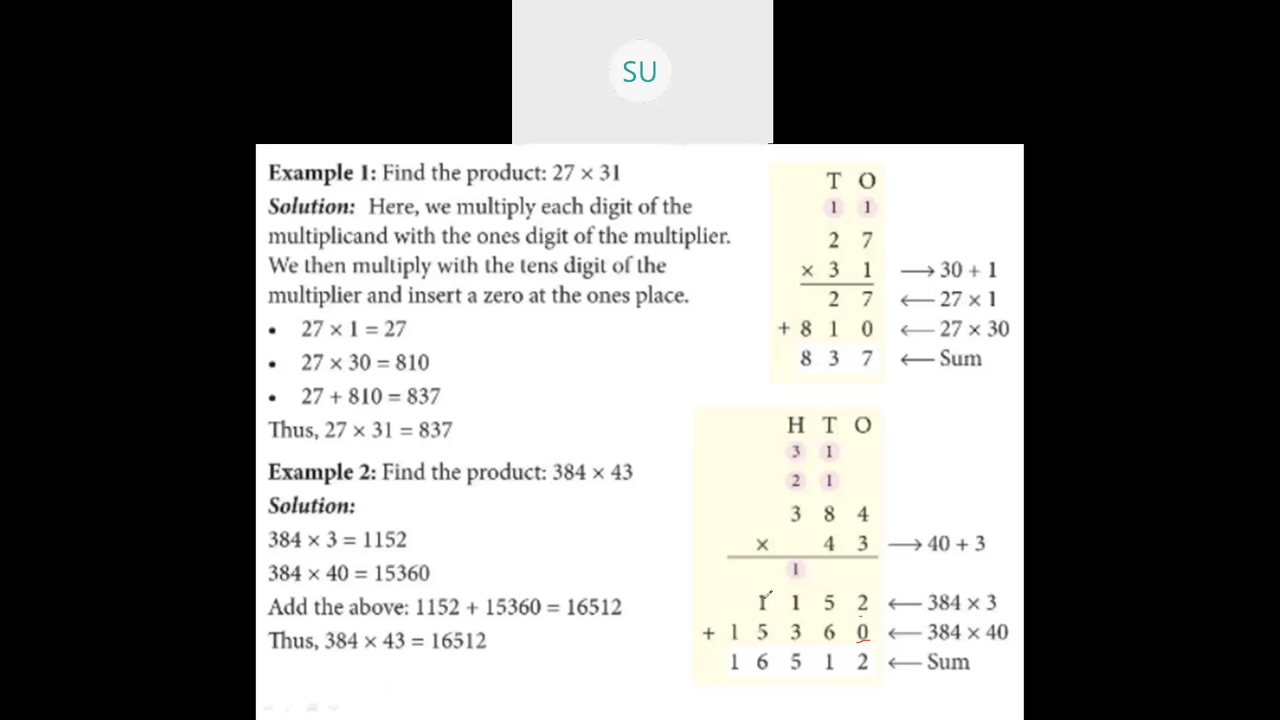 SU
Example 1: Find the product: 27 × 31
Solution: Here, we multiply each digit of the
multiplicand with the ones digit of the multiplier.
We then multiply with the tens digit of the
multiplier and insert a zero at the ones place.
• 27 × 1 = 27
• 27 × 30 = 810
• 27 + 810 = 837
Thus, 27 × 31 = 837
T O
1 1
2 7
× 3 1 → 30 + 1
2 7 ← 27 × 1
+ 8 1 0 ← 27 × 30
8 3 7 ← Sum
Example 2: Find the product: 384 × 43
Solution:
384 × 3 = 1152
384 × 40 = 15360
Add the above: 1152 + 15360 = 16512
Thus, 384 × 43 = 16512
H T O
3 1
2 1
3 8 4
× 4 3 → 40 + 3
1
1 1 5 2 ← 384 × 3
+ 1 5 3 6 0 ← 384 × 40
1 6 5 1 2 ← Sum